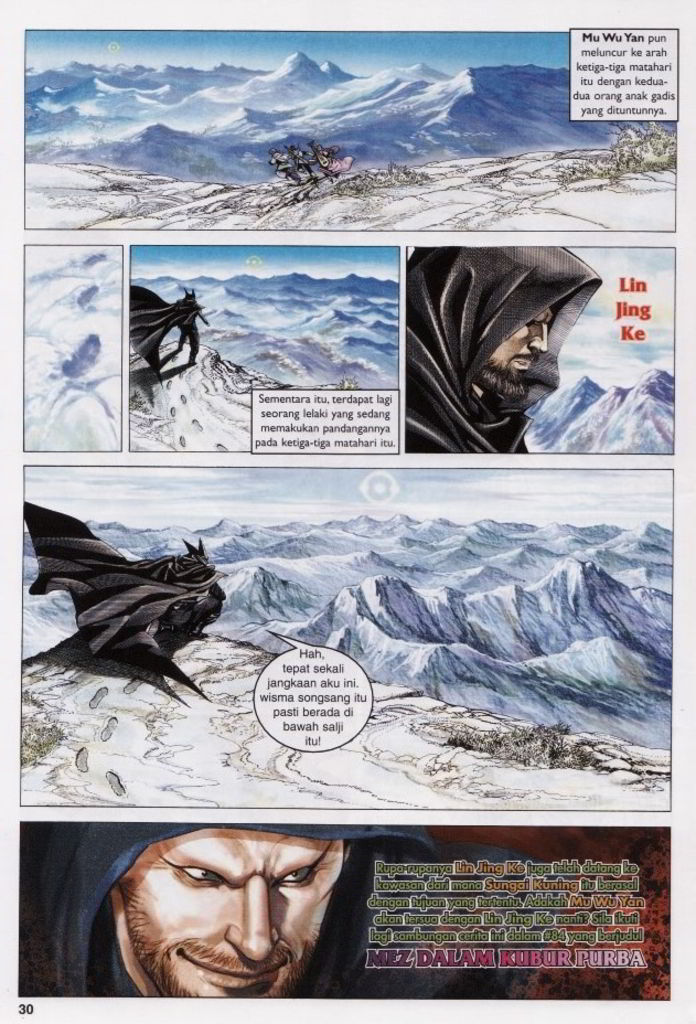 Mu Wu Yan pun
meluncur ke arah
ketiga-tiga matahari
itu dengan kedua-
dua orang anak gadis
yang dituntunnya.
Sementara itu, terdapat lagi
seorang lelaki yang sedang
memakukan pandangannya
pada ketiga-tiga matahari itu.
Lin
Jing
Ke
Hah,
tepat sekali
jangkaan aku ini.
wisma songsang itu
pasti berada di
bawah salji
itu!
Rupa-rupanya Lin Jing Ke juga telah datang ke
kawasan dari mana Sungai Kuning itu berasal
dengan tujuan yang tertentu. Adakah Mu Wu Yan
akan tersua dengan Lin Jing Ke nanti? Sila ikuti
lagi sambungan cerita ini dalam #84 yang berjudul
MEZ DALAM KUBUR PURBA
30